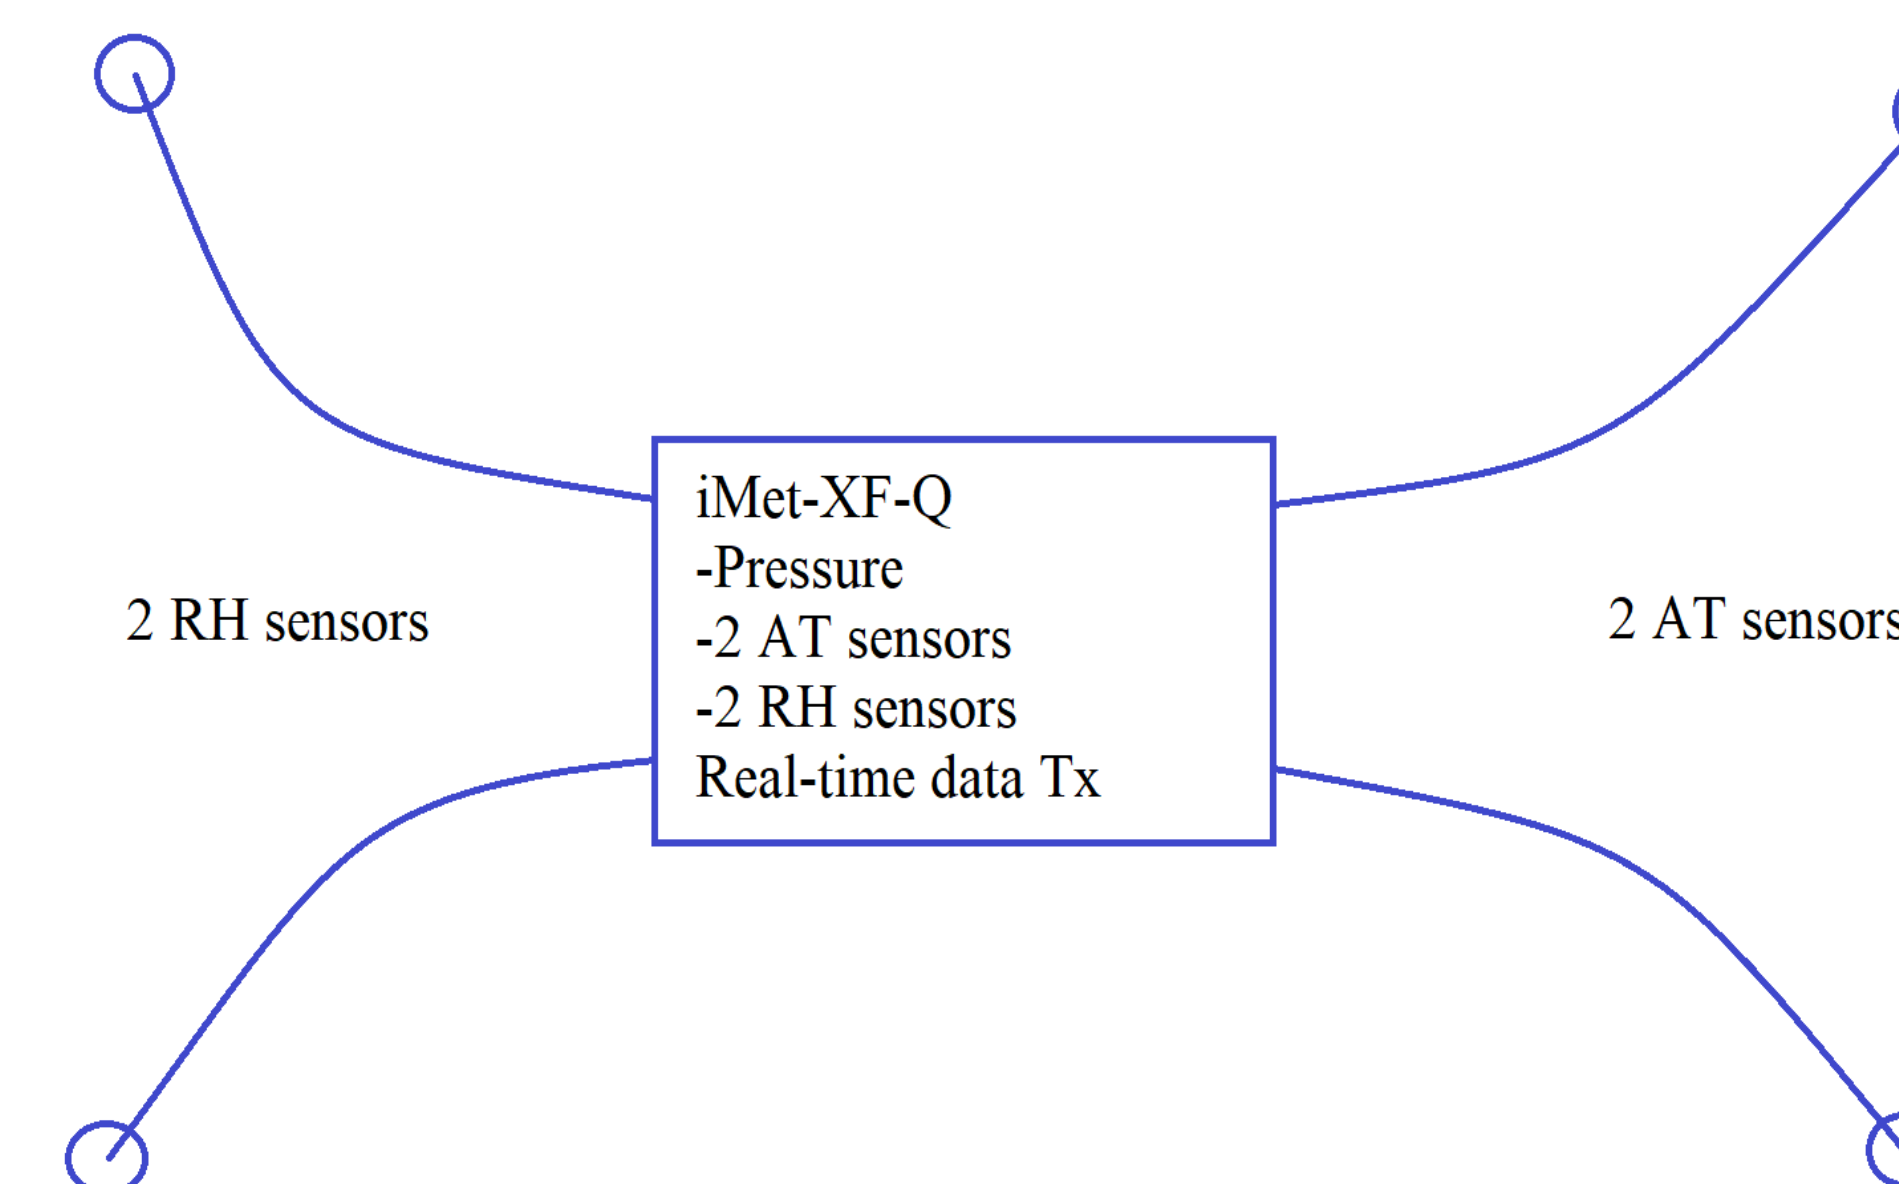 iMet-XF-Q
-Pressure
-2 AT sensors
-2 RH sensors
Real-time data Tx
2 RH sensors
2 AT sensors